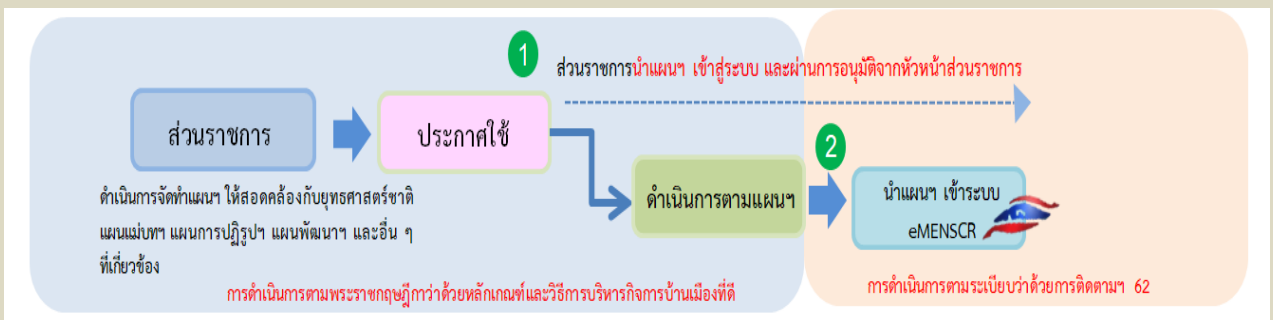 1
ส่วนราชการนำแผนฯ เข้าสู่ระบบ และผ่านการอนุมัติจากหัวหน้าส่วนราชการ
ส่วนราชการ
ประกาศใช้
2
ดำเนินการตามแผนฯ
นำแผนฯ เข้าระบบ
eMENSCR
ดำเนินการจัดทำแผนฯ ให้สอดคล้องกับยุทธศาสตร์ชาติ
แผนแม่บทฯ แผนการปฏิรูปฯ แผนพัฒนาฯ และอื่น ๆ
ที่เกี่ยวข้อง
การดำเนินการตามพระราชกฤษฎีกาว่าด้วยหลักเกณฑ์และวิธีการบริหารกิจการบ้านเมืองที่ดี
การดำเนินการตามระเบียบว่าด้วยการติดตามฯ 62